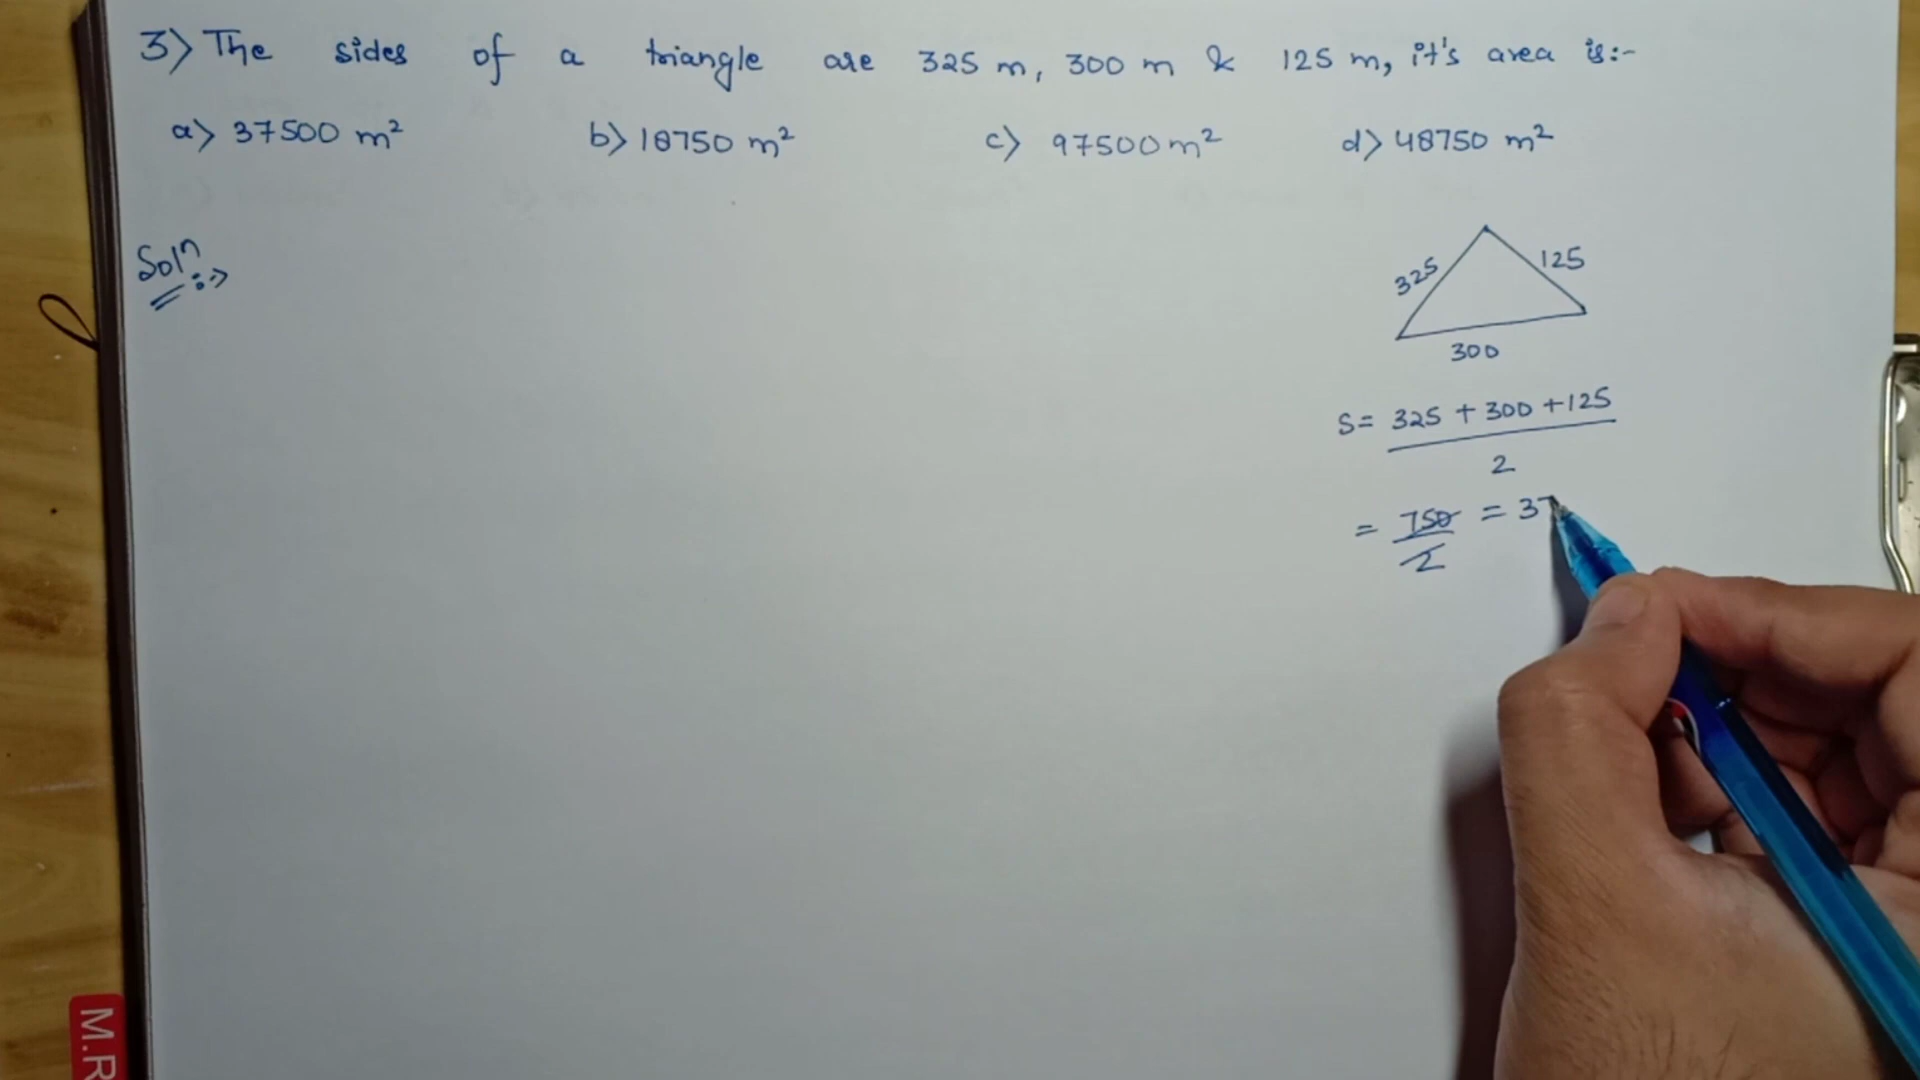 3) The sides of a triangle are 325 m, 300 m & 125 m, it's area is:-
a) 37500 m² b) 18750 m² c) 97500 m² d) 48750 m²
Solⁿ :->
325 125
300
S = 325 + 300 + 125
2
= 750 = 37
2
M.R